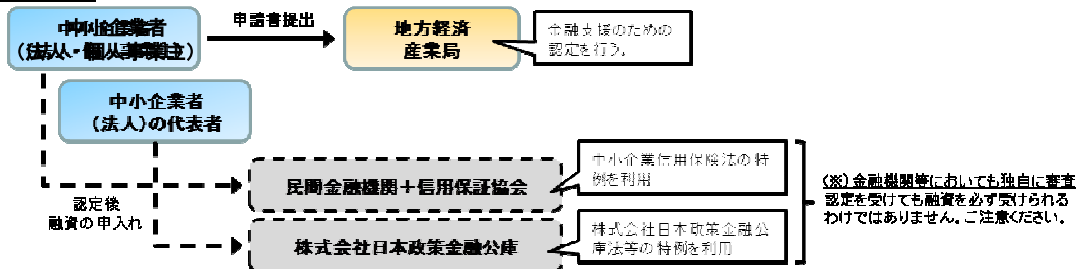 中小企業者
（法人・個人事業主）
申請書提出
地方経済
産業局
金融支援のための
認定を行う。
中小企業者
（法人）の代表者
民間金融機関＋信用保証協会
中小企業信用保険法の特
例を利用
認定後
融資の申入れ
株式会社日本政策金融公庫
株式会社日本政策金融公
庫法等の特例を利用
（※）金融機関等においても独自に審査
認定を受けても融資を必ず受けられる
わけではありません。ご注意ください。